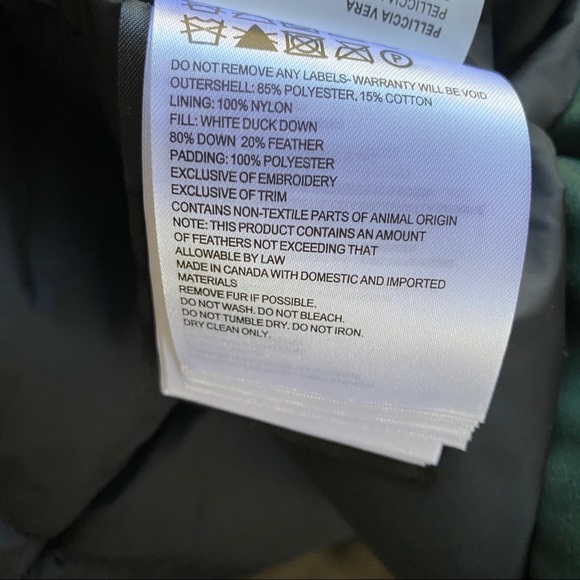 PELLICCIA VERA
DO NOT REMOVE ANY LABELS- WARRANTY WILL BE VOID
OUTERSHELL: 85% POLYESTER, 15% COTTON
LINING: 100% NYLON
FILL: WHITE DUCK DOWN
80% DOWN 20% FEATHER
PADDING: 100% POLYESTER
EXCLUSIVE OF EMBROIDERY
EXCLUSIVE OF TRIM
CONTAINS NON-TEXTILE PARTS OF ANIMAL ORIGIN
NOTE: THIS PRODUCT CONTAINS AN AMOUNT
OF FEATHERS NOT EXCEEDING THAT
ALLOWABLE BY LAW
MADE IN CANADA WITH DOMESTIC AND IMPORTED
MATERIALS
REMOVE FUR IF POSSIBLE.
DO NOT WASH. DO NOT BLEACH.
DO NOT TUMBLE DRY. DO NOT IRON.
DRY CLEAN ONLY.